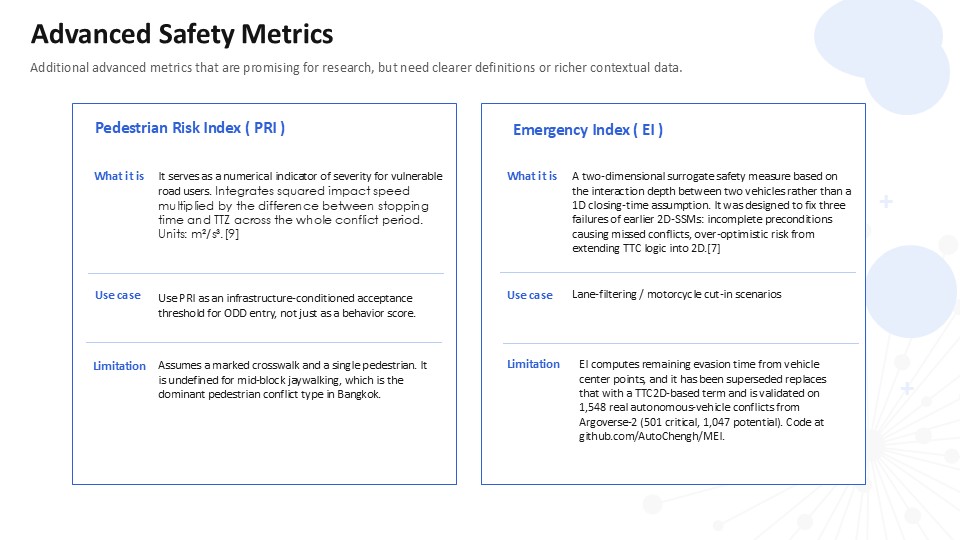 Advanced Safety Metrics
Additional advanced metrics that are promising for research, but need clearer definitions or richer contextual data.
Pedestrian Risk Index ( PRI )
What it is
It serves as a numerical indicator of severity for vulnerable
road users. Integrates squared impact speed
multiplied by the difference between stopping
time and TTZ across the whole conflict period.
Units: m²/s³.[9]
Use case
Use PRI as an infrastructure-conditioned acceptance
threshold for ODD entry, not just as a behavior score.
Limitation
Assumes a marked crosswalk and a single pedestrian. It
is undefined for mid-block jaywalking, which is the
dominant pedestrian conflict type in Bangkok.
Emergency Index ( EI )
What it is
A two-dimensional surrogate safety measure based on
the interaction depth between two vehicles rather than a
1D closing-time assumption. It was designed to fix three
failures of earlier 2D-SSMs: incomplete preconditions
causing missed conflicts, over-optimistic risk from
extending TTC logic into 2D.[7]
Use case
Lane-filtering / motorcycle cut-in scenarios
Limitation
EI computes remaining evasion time from vehicle
center points, and it has been superseded replaces
that with a TTC2D-based term and is validated on
1,548 real autonomous-vehicle conflicts from
Argoverse-2 (501 critical, 1,047 potential). Code at
github.com/AutoChengh/MEI.